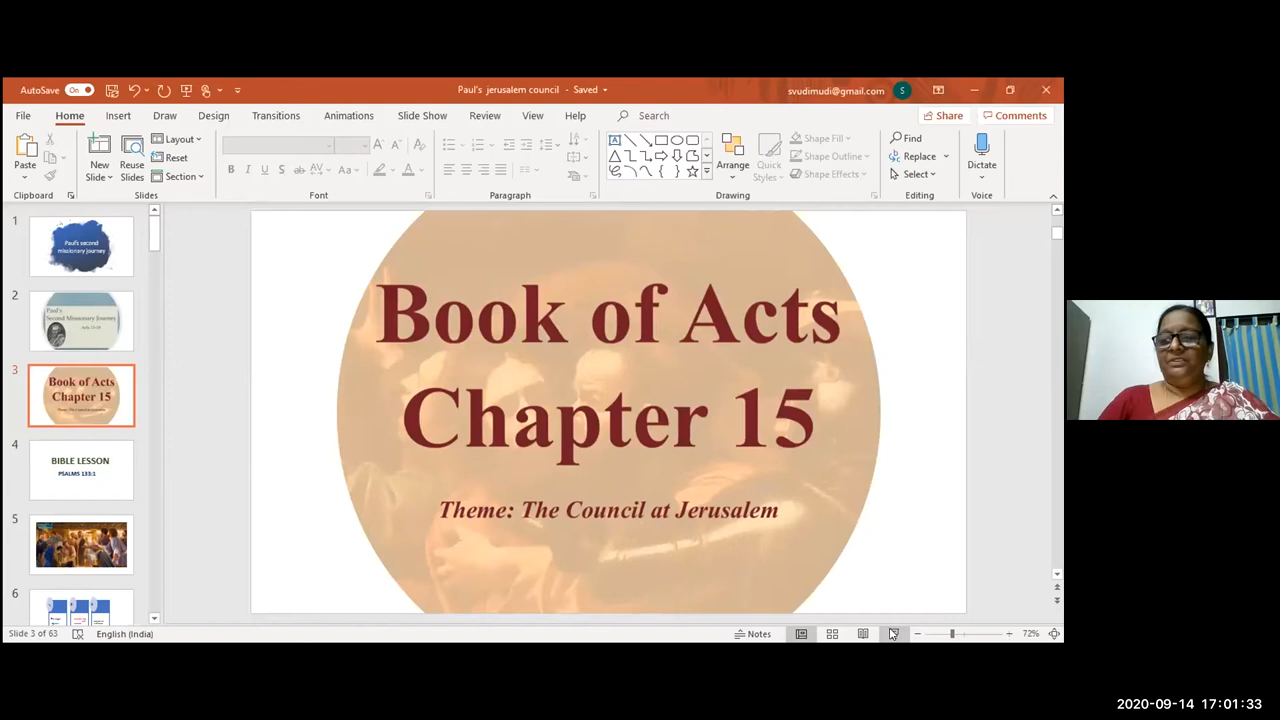 AutoSave On
Paul's jerusalem council - Saved
svudimudi@gmail.com S
File Home Insert Draw Design Transitions Animations Slide Show Review View Help Search
Share Comments
Paste
New Slide
Reuse Slides
Layout
Reset
Section
B I U S
Aa
A
Arrange
Quick Styles
Shape Fill
Shape Outline
Shape Effects
Find
Replace
Select
Dictate
Clipboard Slides Font Paragraph Drawing Editing Voice
1
Paul's second
missionary journey
2
Paul's
Second Missionary Journey
3
Book of Acts
Chapter 15
4
BIBLE LESSON
PSALMS 133:1
5
6
Book of Acts
Chapter 15
Theme: The Council at Jerusalem
Slide 3 of 63 English (India) Notes 72%
2020-09-14 17:01:33